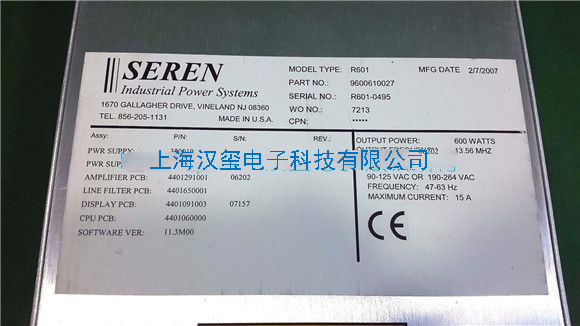 SEREN
Industrial Power Systems
1670 GALLAGHER DRIVE, VINELAND NJ 08360
TEL. 856-205-1131 MADE IN U.S.A.
MODEL TYPE: R601 MFG DATE 2/7/2007
PART NO.: 9600610027
SERIAL NO.: R601-0495
WO NO.: 7213
CPN: *****
Assy: P/N: S/N: REV.:
PWR SUPPY:
PWR SUP
AMPLIFIER PCB: 4401291001 06202
LINE FILTER PCB: 4401650001
DISPLAY PCB: 4401091003 07157
CPU PCB: 4401060000
SOFTWARE VER: 11.3M00
OUTPUT POWER: 600 WATTS
OUTPUT FREQUENCY: 13.56 MHZ
90-125 VAC OR 190-264 VAC
FREQUENCY: 47-63 Hz
MAXIMUM CURRENT: 15 A
CE
上海汉玺电子科技有限公司